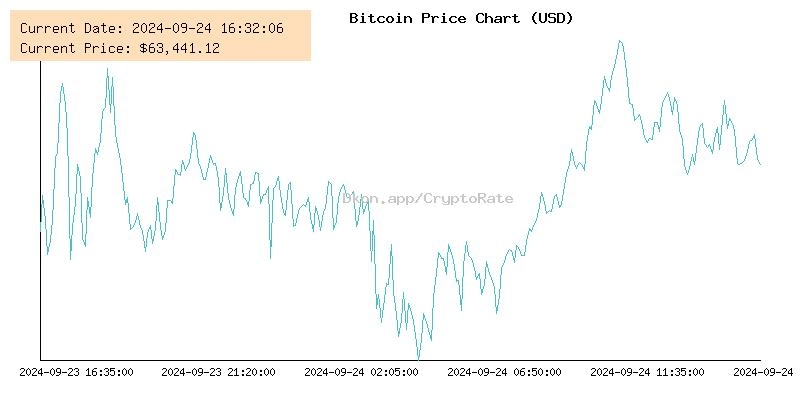 Bitcoin Price Chart (USD)
Current Date: 2024-09-24 16:32:06
Current Price: $63,441.12
Dkon.app/CryptoRate
2024-09-23 16:35:00 2024-09-23 21:20:00 2024-09-24 02:05:00 2024-09-24 06:50:00 2024-09-24 11:35:00 2024-09-24